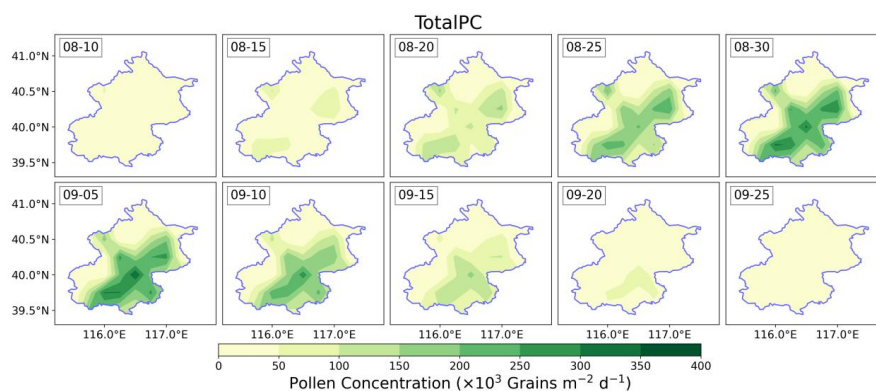 TotalPC
41.0°N
40.5°N
40.0°N
39.5°N
08-10
08-15
08-20
08-25
08-30
41.0°N
40.5°N
40.0°N
39.5°N
09-05
09-10
09-15
09-20
09-25
116.0°E 117.0°E 116.0°E 117.0°E 116.0°E 117.0°E 116.0°E 117.0°E 116.0°E 117.0°E
0 50 100 150 200 250 300 350 400
Pollen Concentration (×10³ Grains m⁻² d⁻¹)